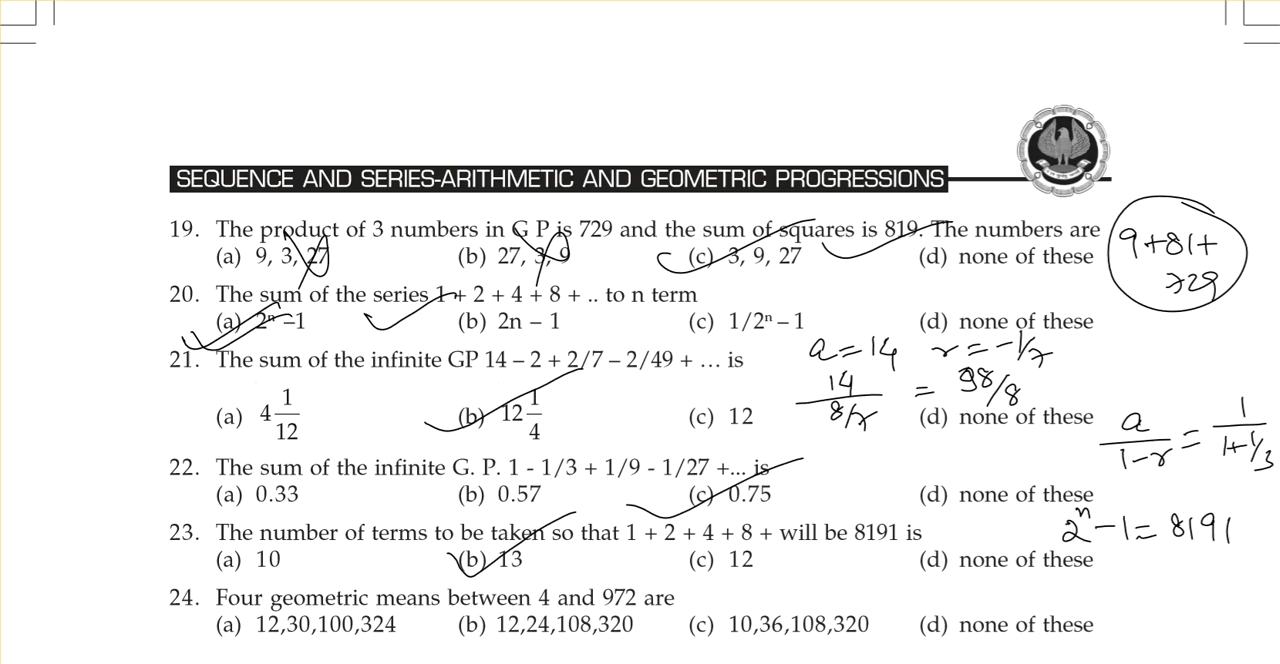 SEQUENCE AND SERIES-ARITHMETIC AND GEOMETRIC PROGRESSIONS
19. The product of 3 numbers in G P is 729 and the sum of squares is 819. The numbers are
(a) 9, 3, 27 (b) 27, 3, 9 (c) 3, 9, 27 (d) none of these
9+81+
729
20. The sum of the series 1 + 2 + 4 + 8 + .. to n term
(a) 2ⁿ –1 (b) 2n – 1 (c) 1/2ⁿ – 1 (d) none of these
21. The sum of the infinite GP 14 – 2 + 2/7 – 2/49 + … is
a = 14 r = -1/7
14/(8/7) = 98/8
(a) 4 1/12 (b) 12 1/4 (c) 12 (d) none of these
a/(1-r) = 1/(1+1/3)
22. The sum of the infinite G. P. 1 - 1/3 + 1/9 - 1/27 +... is
(a) 0.33 (b) 0.57 (c) 0.75 (d) none of these
23. The number of terms to be taken so that 1 + 2 + 4 + 8 + will be 8191 is
2ⁿ - 1 = 8191
(a) 10 (b) 13 (c) 12 (d) none of these
24. Four geometric means between 4 and 972 are
(a) 12,30,100,324 (b) 12,24,108,320 (c) 10,36,108,320 (d) none of these